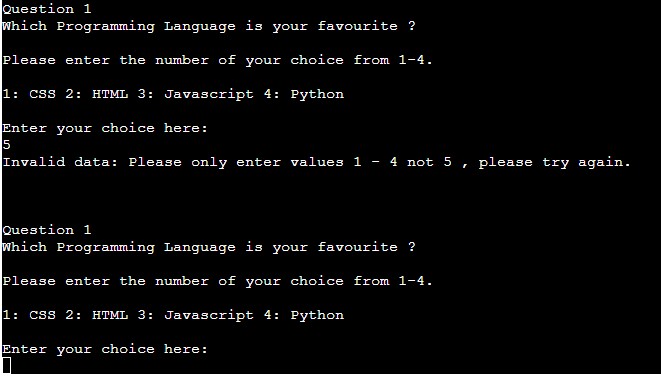 Question 1
Which Programming Language is your favourite ?
Please enter the number of your choice from 1-4.
1: CSS 2: HTML 3: Javascript 4: Python
Enter your choice here:
5
Invalid data: Please only enter values 1 - 4 not 5 , please try again.
Question 1
Which Programming Language is your favourite ?
Please enter the number of your choice from 1-4.
1: CSS 2: HTML 3: Javascript 4: Python
Enter your choice here: